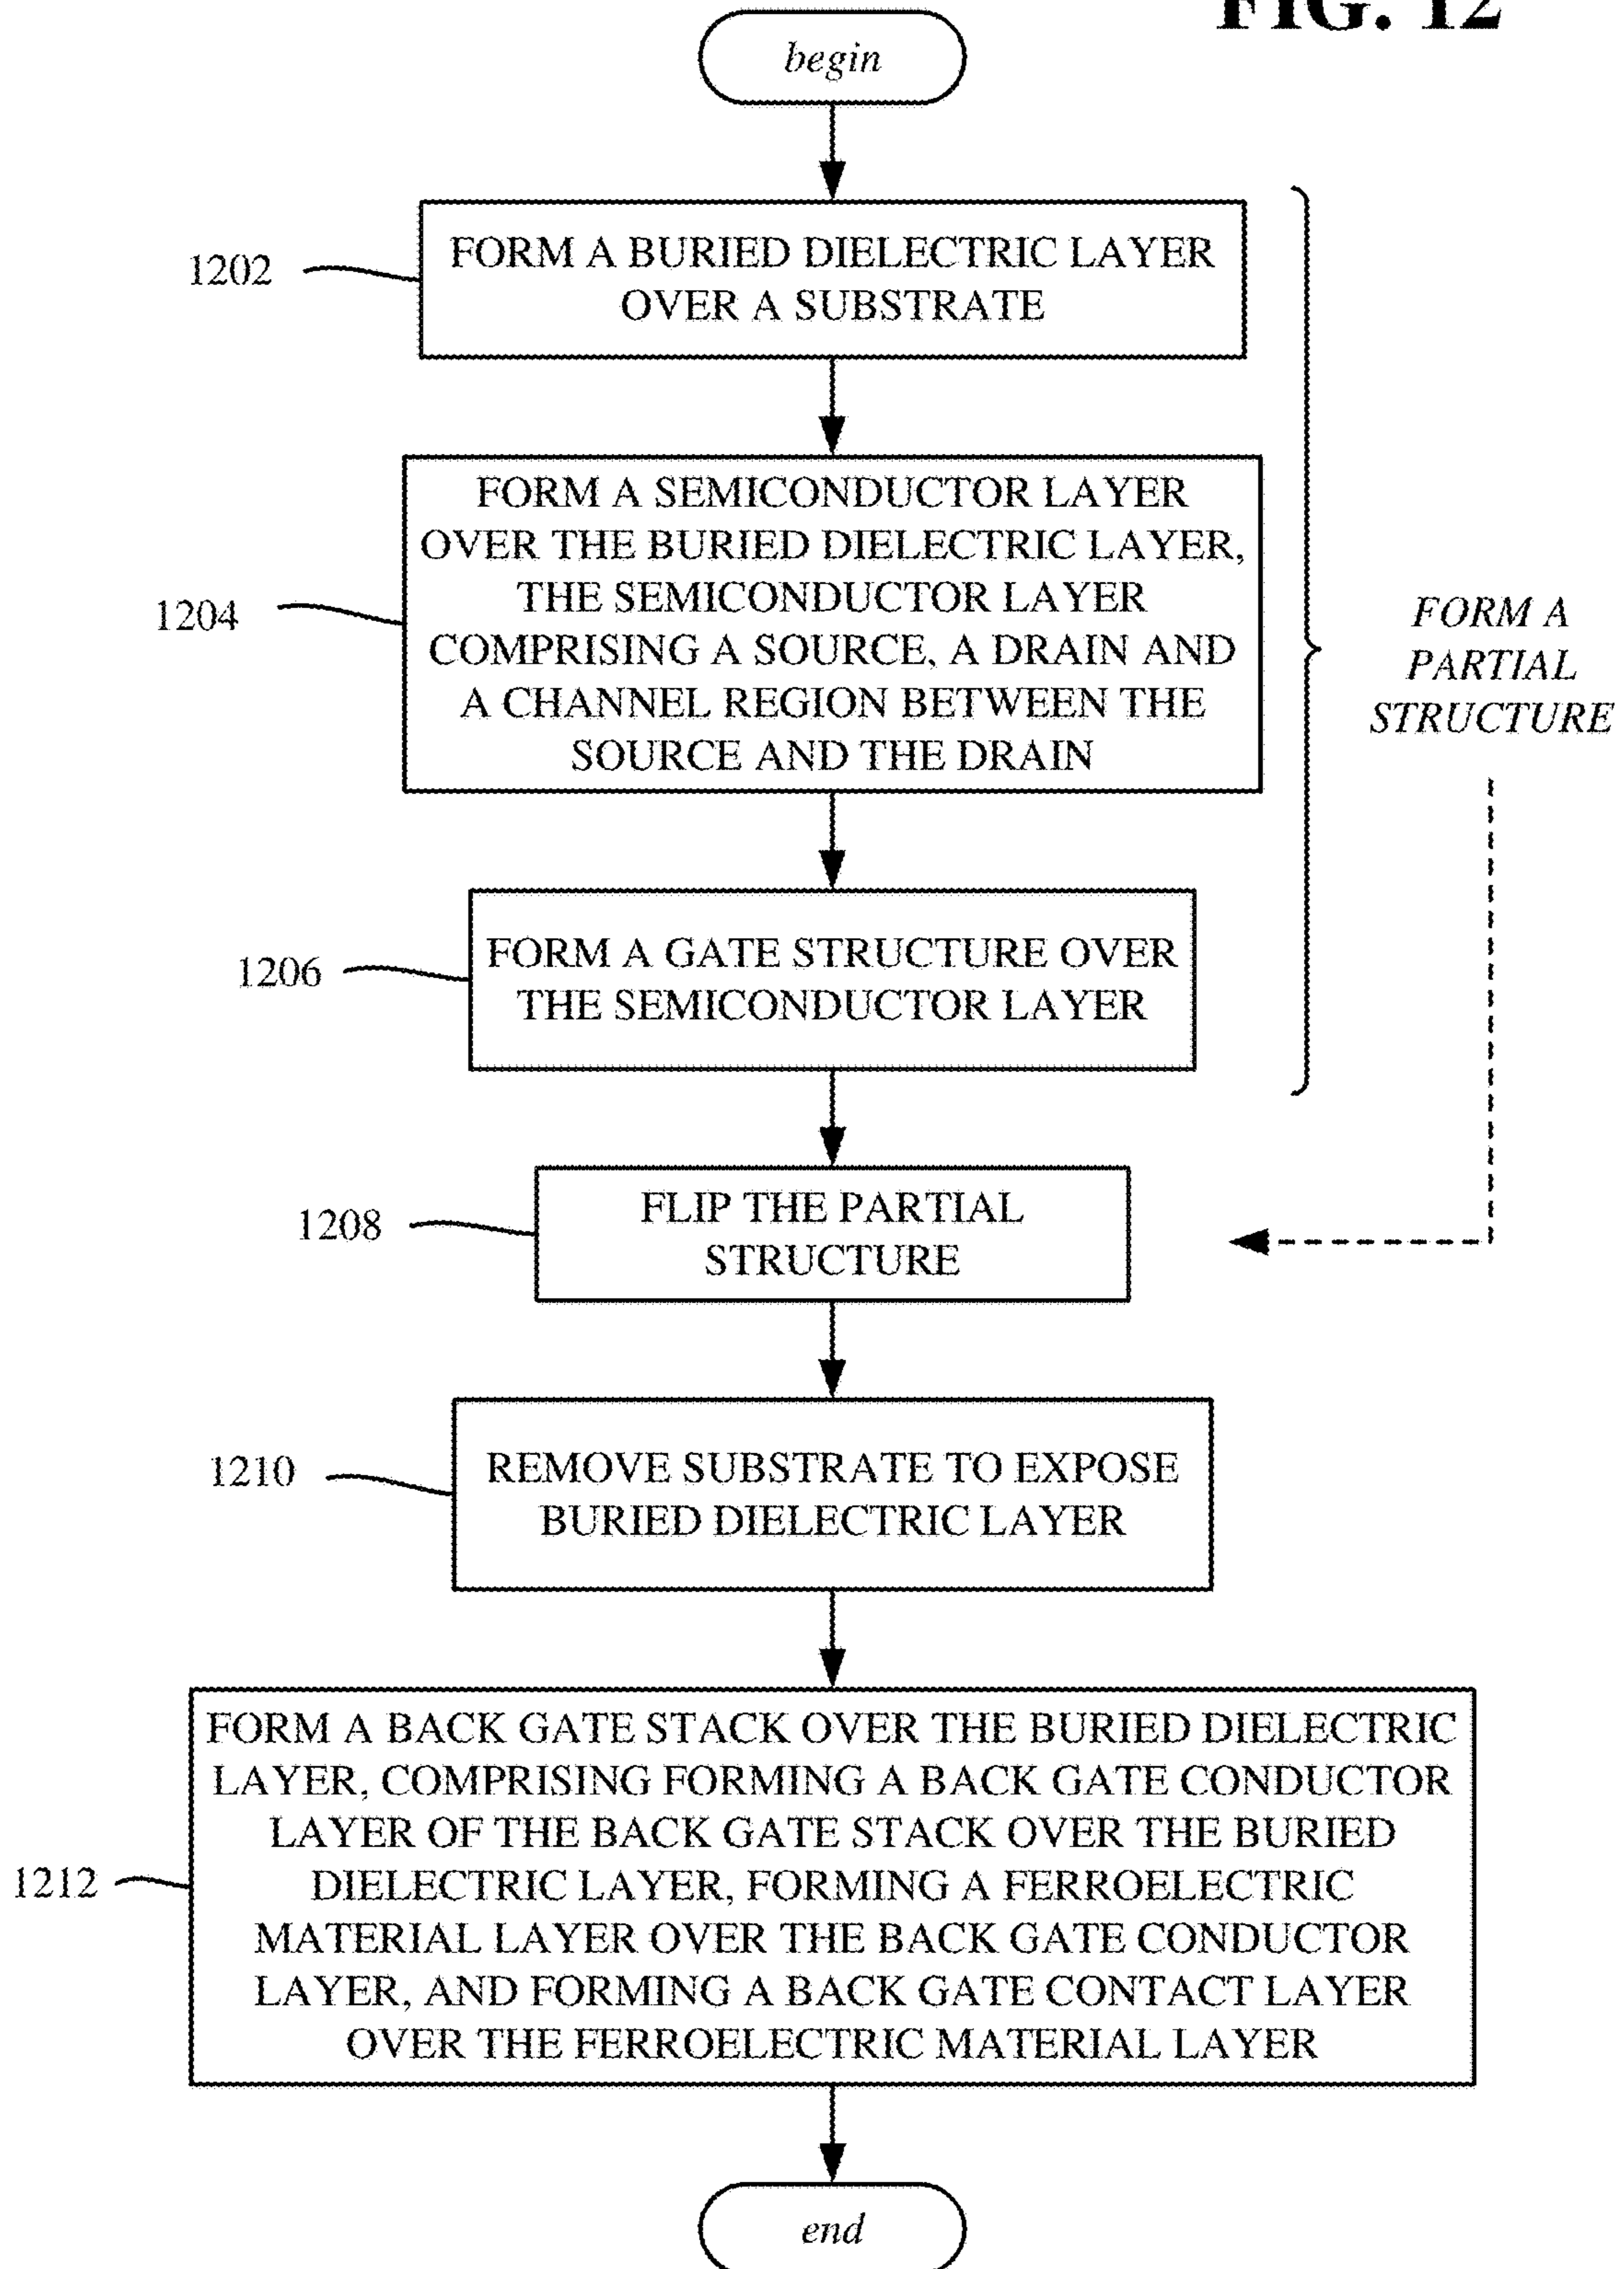 FIG. 12
begin
1202
FORM A BURIED DIELECTRIC LAYER
OVER A SUBSTRATE
1204
FORM A SEMICONDUCTOR LAYER
OVER THE BURIED DIELECTRIC LAYER,
THE SEMICONDUCTOR LAYER
COMPRISING A SOURCE, A DRAIN AND
A CHANNEL REGION BETWEEN THE
SOURCE AND THE DRAIN
FORM A
PARTIAL
STRUCTURE
1206
FORM A GATE STRUCTURE OVER
THE SEMICONDUCTOR LAYER
1208
FLIP THE PARTIAL
STRUCTURE
1210
REMOVE SUBSTRATE TO EXPOSE
BURIED DIELECTRIC LAYER
1212
FORM A BACK GATE STACK OVER THE BURIED DIELECTRIC
LAYER, COMPRISING FORMING A BACK GATE CONDUCTOR
LAYER OF THE BACK GATE STACK OVER THE BURIED
DIELECTRIC LAYER, FORMING A FERROELECTRIC
MATERIAL LAYER OVER THE BACK GATE CONDUCTOR
LAYER, AND FORMING A BACK GATE CONTACT LAYER
OVER THE FERROELECTRIC MATERIAL LAYER
end